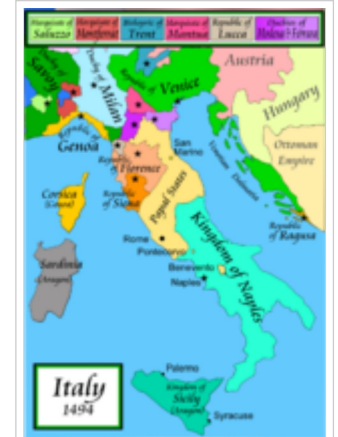 Marquisate of
Saluzzo
Marquisate of
Montferrat
Bishopric of
Trent
Marquisate of
Mantua
Republic of
Lucca
Duchies of
Modena & Ferrara
Duchy of
Savoy
Duchy of
Milan
Republic of
Venice
Austria
Hungary
Republic of
Genoa
San
Marino
Ottoman
Empire
Republic
of Florence
Venetian
Dalmatia
Republic
of Siena
Papal States
Corsica
(Genoa)
Republic
of Ragusa
Rome
Pontecorvo
Kingdom of Naples
Benevento
Naples
Sardinia
(Aragon)
Palermo
Kingdom of
Sicily
(Aragon)
Syracuse
Italy
1494